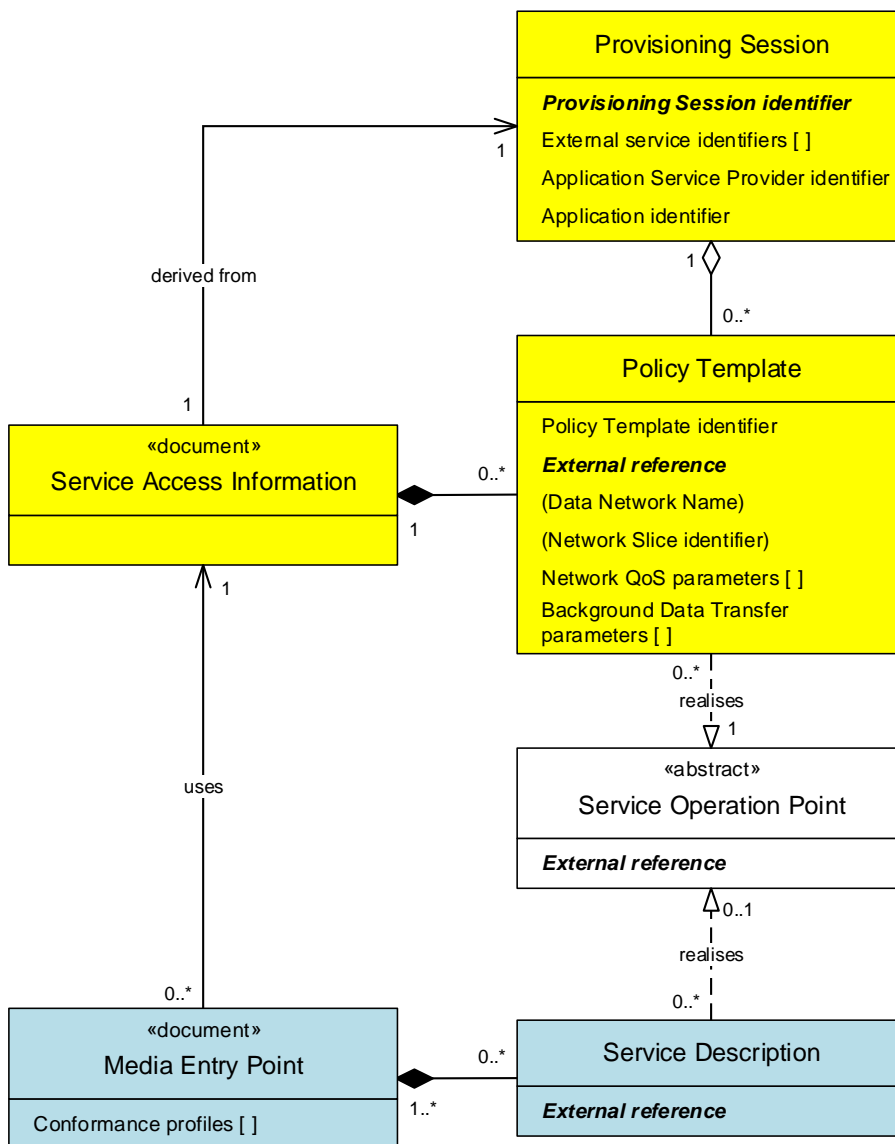 Provisioning Session
Provisioning Session identifier
External service identifiers [ ]
Application Service Provider identifier
Application identifier
1
derived from
1
0..*
Policy Template
Policy Template identifier
External reference
(Data Network Name)
(Network Slice identifier)
Network QoS parameters [ ]
Background Data Transfer
parameters [ ]
1
«document»
Service Access Information
0..*
1
1
0..*
realises
1
«abstract»
Service Operation Point
External reference
uses
0..1
realises
0..*
0..*
«document»
Media Entry Point
Conformance profiles [ ]
0..*
1..*
Service Description
External reference